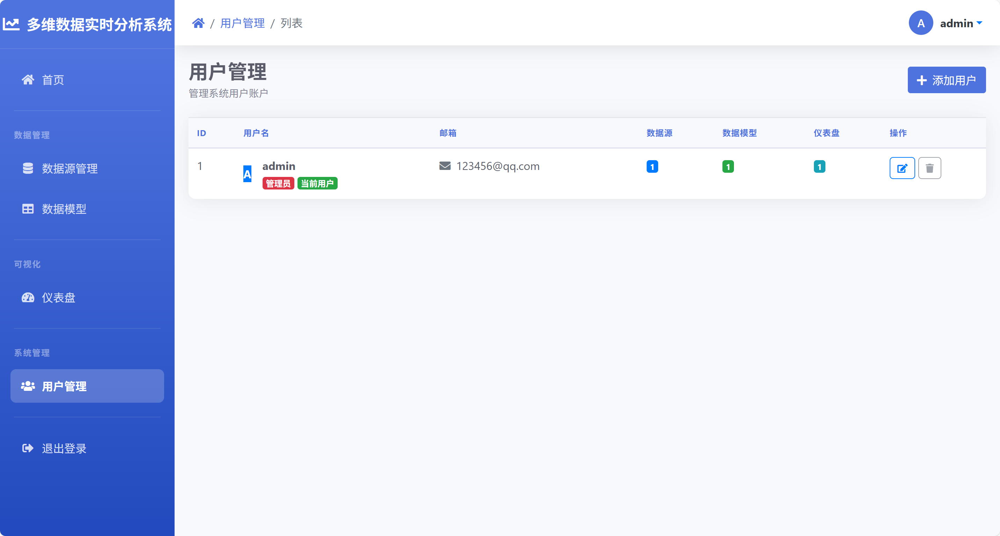 多维数据实时分析系统
首页
数据管理
数据源管理
数据模型
可视化
仪表盘
系统管理
用户管理
退出登录
/ 用户管理 / 列表
A admin
用户管理
管理系统用户账户
添加用户
ID 用户名 邮箱 数据源 数据模型 仪表盘 操作
1 A admin 123456@qq.com 1 1 1
管理员 当前用户